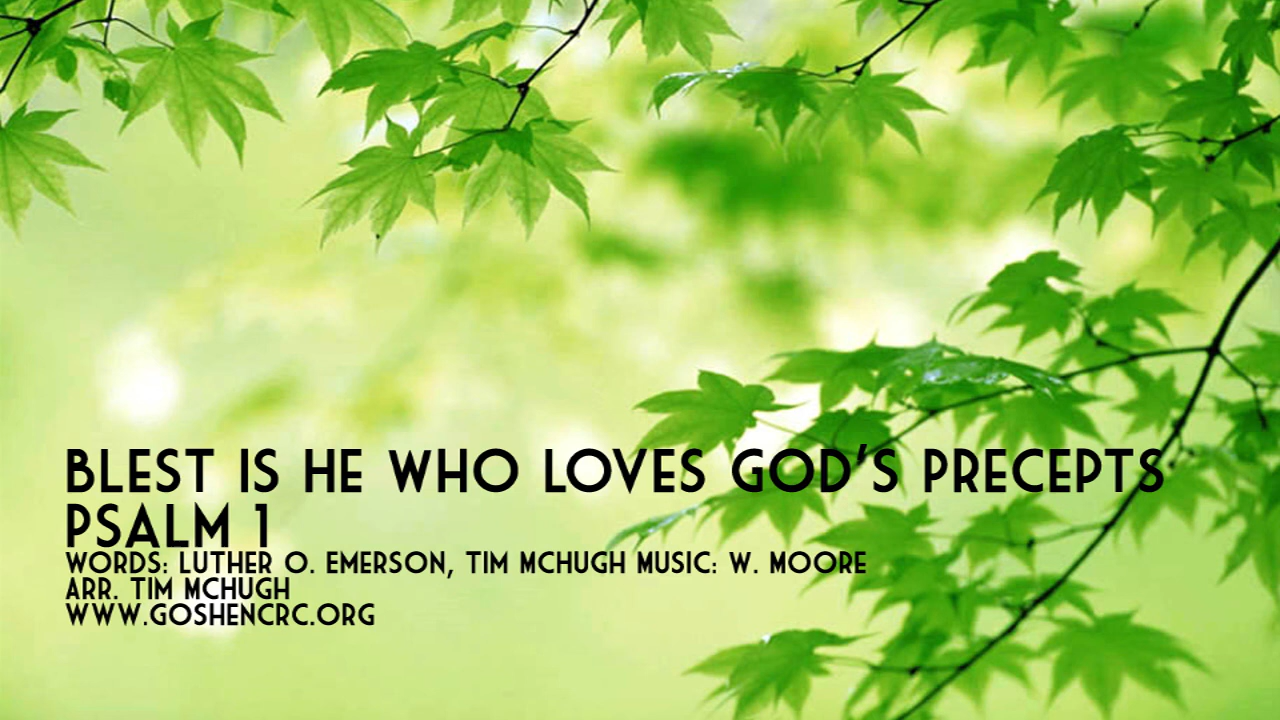 BLEST IS HE WHO LOVES GOD'S PRECEPTS
PSALM 1
WORDS: LUTHER O. EMERSON, TIM MCHUGH MUSIC: W. MOORE
ARR. TIM MCHUGH
WWW.GOSHENCRC.ORG